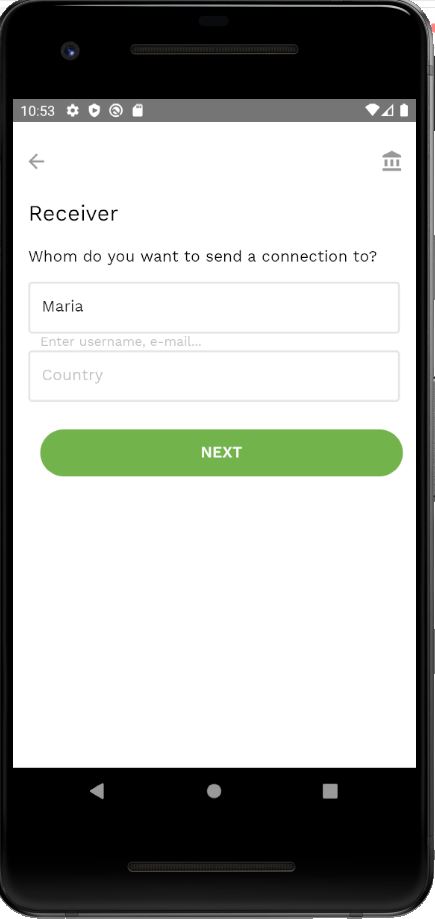 10:53
Receiver
Whom do you want to send a connection to?
Maria
Enter username, e-mail...
Country
NEXT